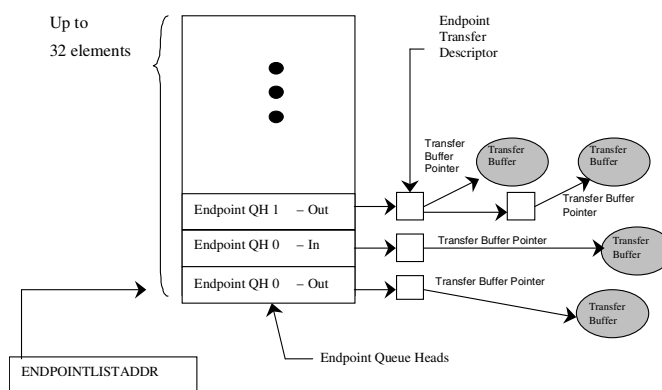 Up to
32 elements
Endpoint
Transfer
Descriptor
Transfer
Buffer
Pointer
Transfer
Buffer
Transfer
Buffer
Transfer Buffer
Pointer
Endpoint QH 1 – Out
Endpoint QH 0 – In
Transfer Buffer Pointer
Transfer
Buffer
Endpoint QH 0 – Out
Transfer Buffer Pointer
Transfer
Buffer
Endpoint Queue Heads
ENDPOINTLISTADDR